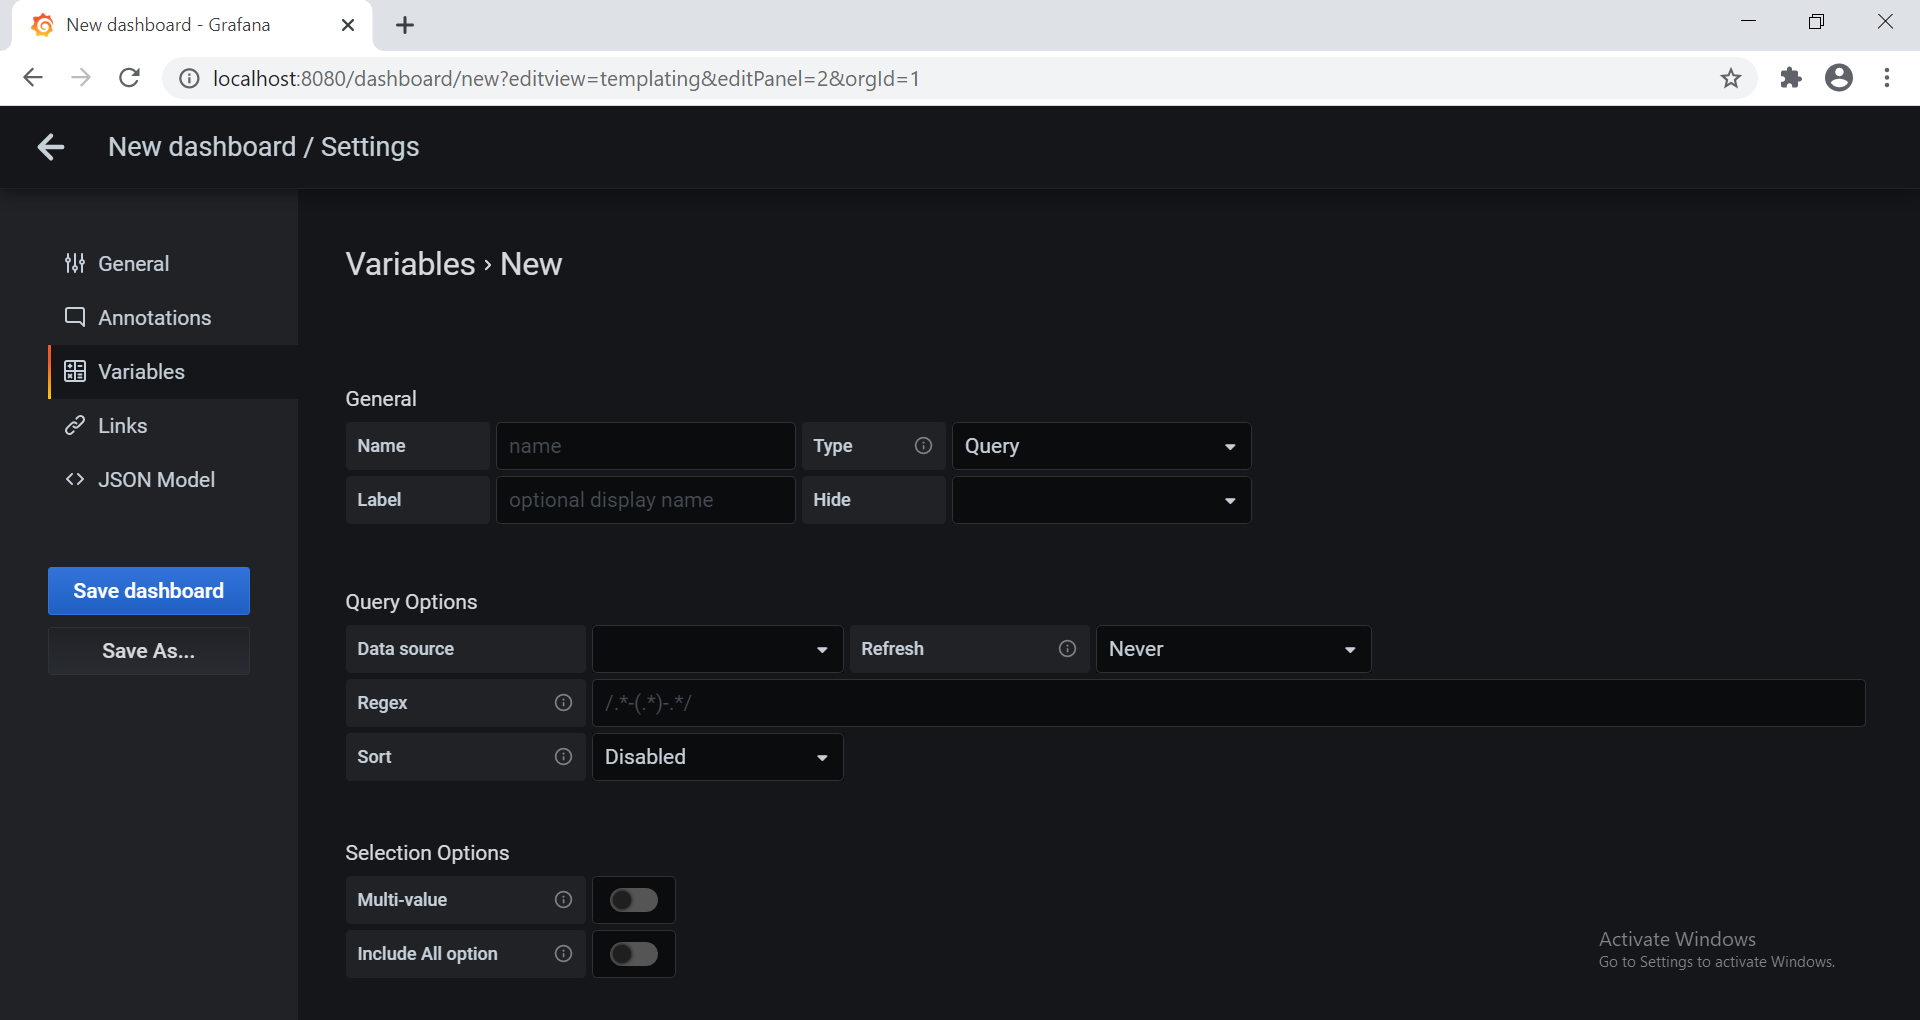 New dashboard - Grafana
localhost:8080/dashboard/new?editview=templating&editPanel=2&orgId=1
New dashboard / Settings
General
Annotations
Variables
Links
JSON Model
Save dashboard
Save As...
Variables › New
General
Name name Type Query
Label optional display name Hide
Query Options
Data source Refresh Never
Regex /.*-(.*)-.*/
Sort Disabled
Selection Options
Multi-value
Include All option
Activate Windows
Go to Settings to activate Windows.